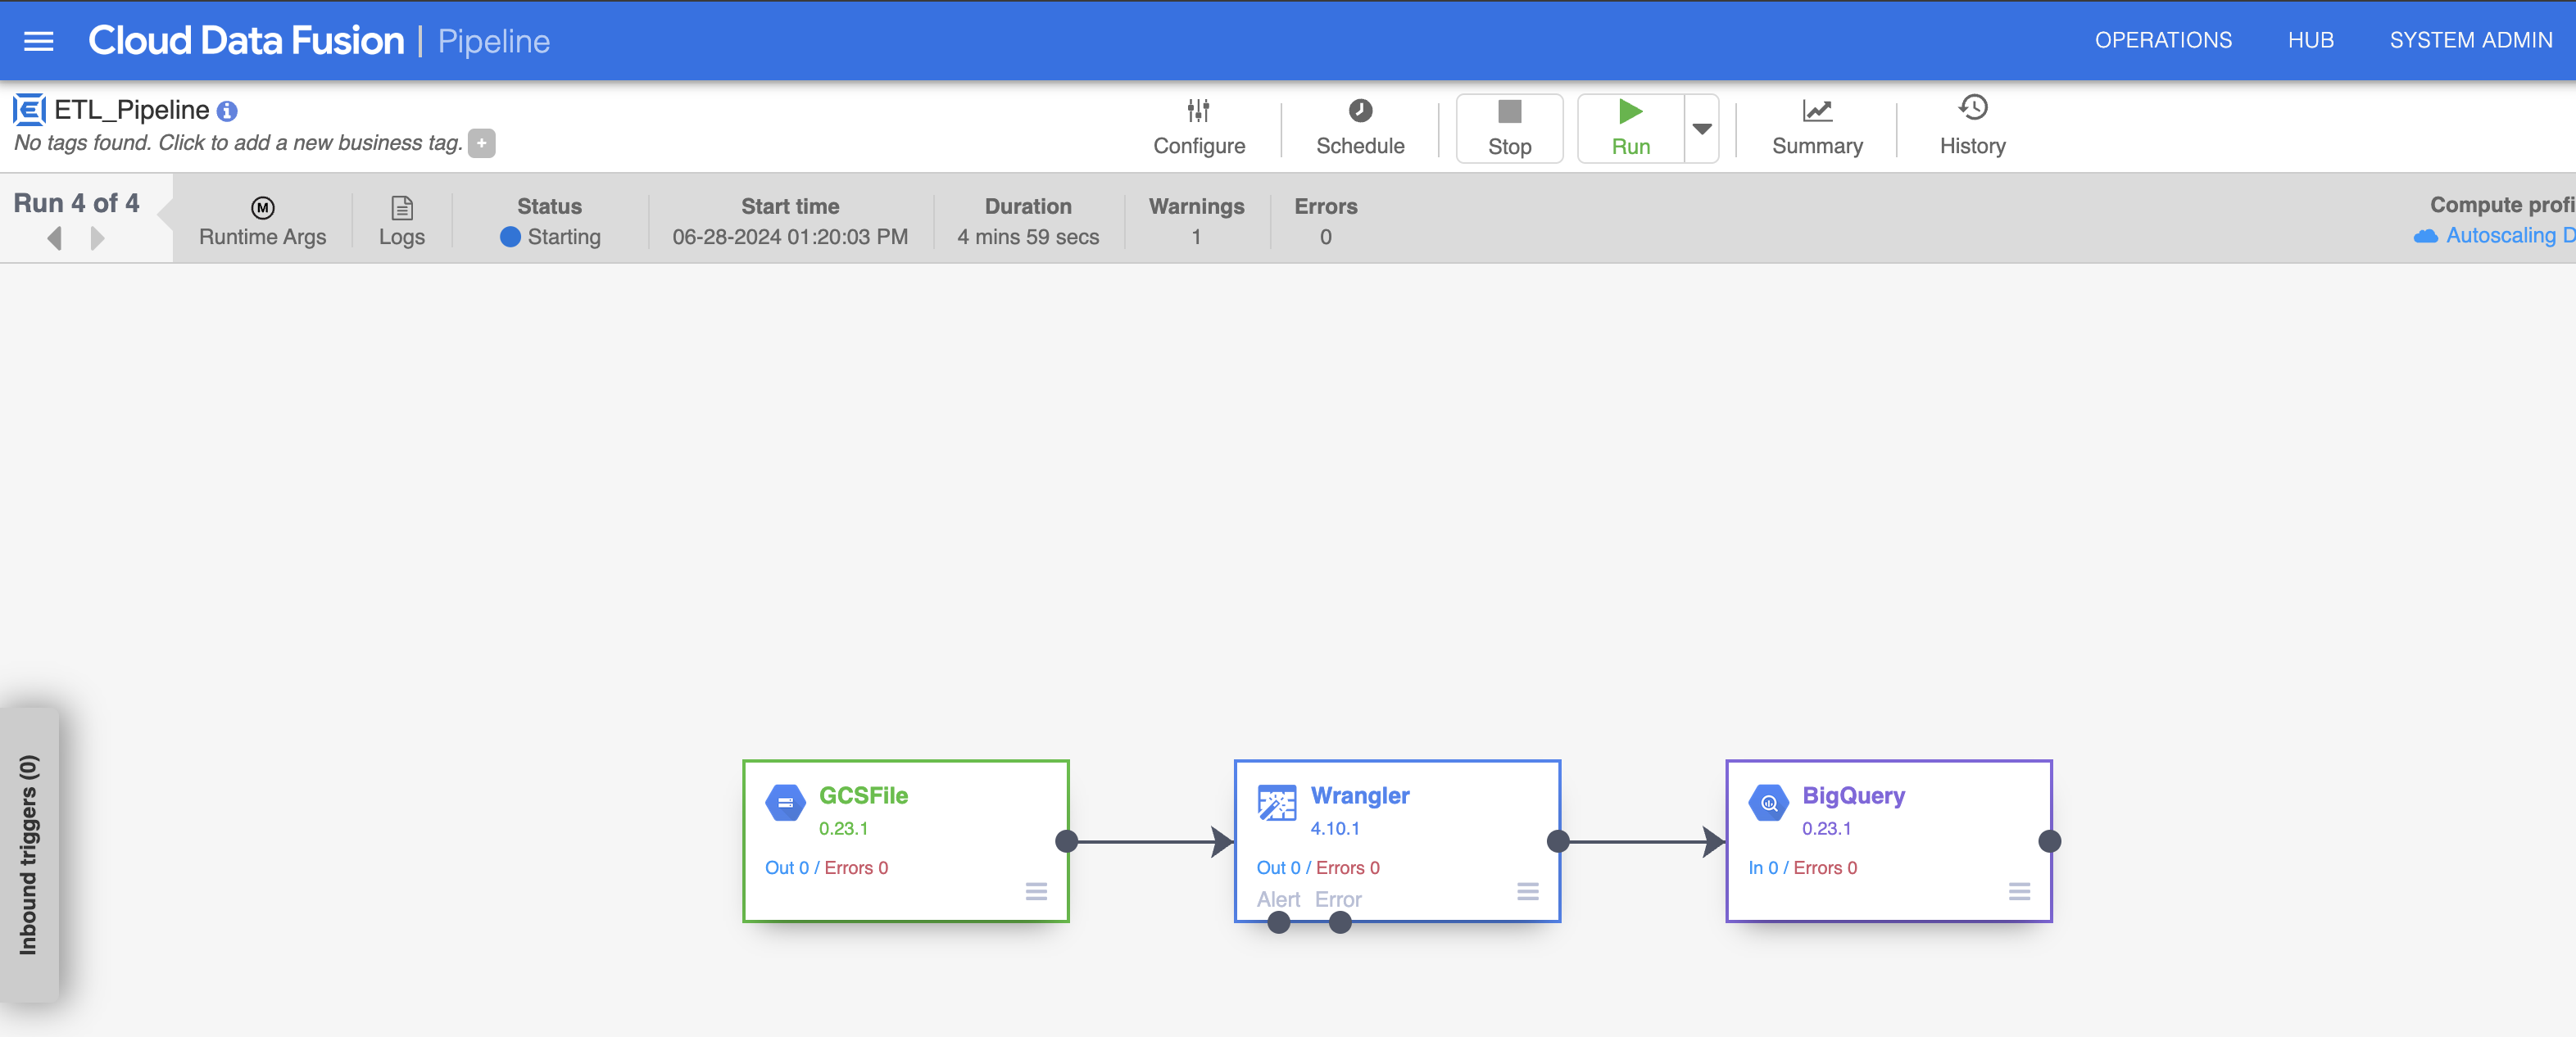 Cloud Data Fusion | Pipeline
OPERATIONS HUB SYSTEM ADMIN
ETL_Pipeline
No tags found. Click to add a new business tag. +
Configure
Schedule
Stop
Run
Summary
History
Run 4 of 4
M
Runtime Args
Logs
Status
Starting
Start time
06-28-2024 01:20:03 PM
Duration
4 mins 59 secs
Warnings
1
Errors
0
Compute profi
Autoscaling D
Inbound triggers (0)
GCSFile
0.23.1
Out 0 / Errors 0
Wrangler
4.10.1
Out 0 / Errors 0
Alert Error
BigQuery
0.23.1
In 0 / Errors 0